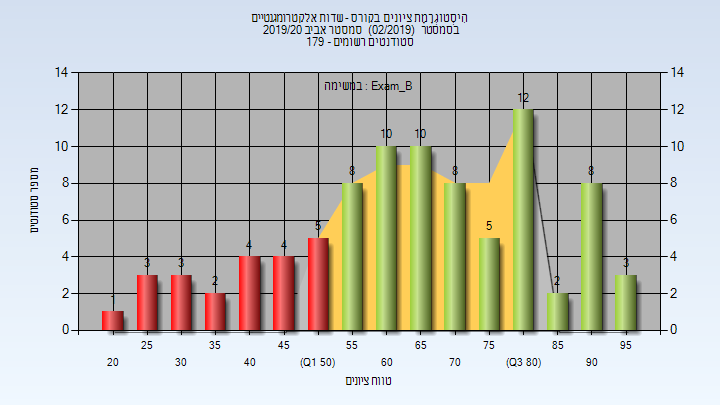 היסטוגרמת ציונים בקורס - שדות אלקטרומגנטיים
בסמסטר (02/2019) סמסטר אביב 2019/20
סטודנטים רשומים - 179
במשימה : Exam_B
מספר סטודנטים
14 14
12 12
10 10
8 8
6 6
4 4
2 2
0 0
1 3 3 2 4 4 5 8 10 10 8 5 12 2 8 3
25 35 45 55 65 75 85 95
20 30 40 (Q1 50) 60 70 (Q3 80) 90
טווח ציונים